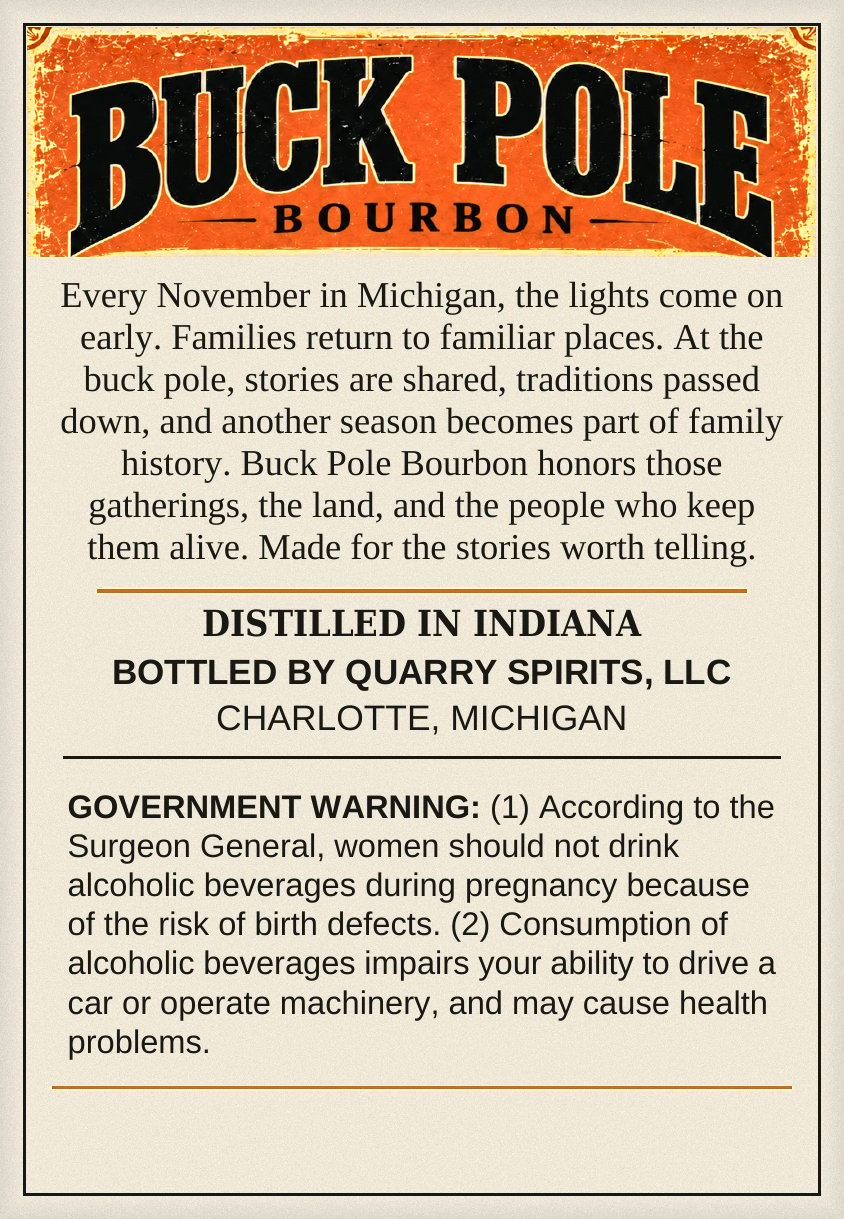 BUCK POLE
BOURBON
Every November in Michigan, the lights come on
early. Families return to familiar places. At the
buck pole, stories are shared, traditions passed
down, and another season becomes part of family
history. Buck Pole Bourbon honors those
gatherings, the land, and the people who keep
them alive. Made for the stories worth telling.
DISTILLED IN INDIANA
BOTTLED BY QUARRY SPIRITS, LLC
CHARLOTTE, MICHIGAN
GOVERNMENT WARNING: (1) According to the
Surgeon General, women should not drink
alcoholic beverages during pregnancy because
of the risk of birth defects. (2) Consumption of
alcoholic beverages impairs your ability to drive a
car or operate machinery, and may cause health
problems.